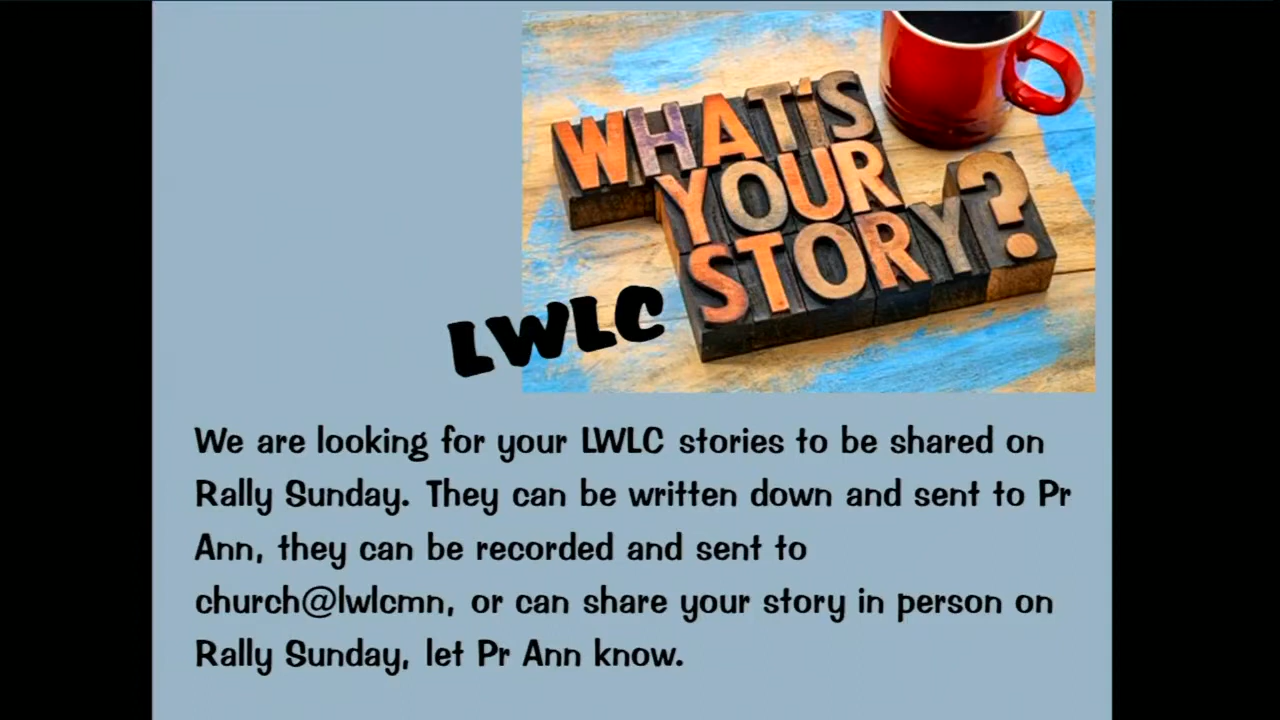 WHAT'S
YOUR
STORY?
LWLC
We are looking for your LWLC stories to be shared on
Rally Sunday. They can be written down and sent to Pr
Ann, they can be recorded and sent to
church@lwlcmn, or can share your story in person on
Rally Sunday, let Pr Ann know.